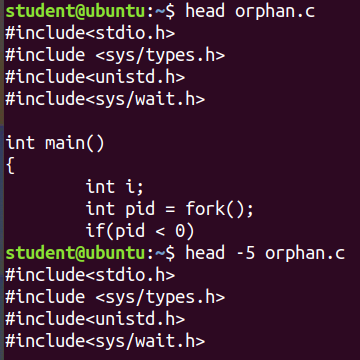 student@ubuntu:~$ head orphan.c
#include<stdio.h>
#include <sys/types.h>
#include<unistd.h>
#include<sys/wait.h>

int main()
{
        int i;
        int pid = fork();
        if(pid < 0)
student@ubuntu:~$ head -5 orphan.c
#include<stdio.h>
#include <sys/types.h>
#include<unistd.h>
#include<sys/wait.h>